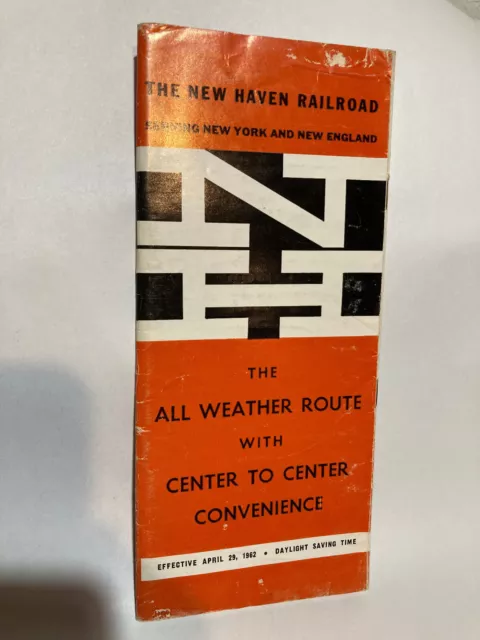 THE NEW HAVEN RAILROAD
SERVING NEW YORK AND NEW ENGLAND
N
H
THE
ALL WEATHER ROUTE
WITH
CENTER TO CENTER
CONVENIENCE
EFFECTIVE APRIL 29, 1962 • DAYLIGHT SAVING TIME